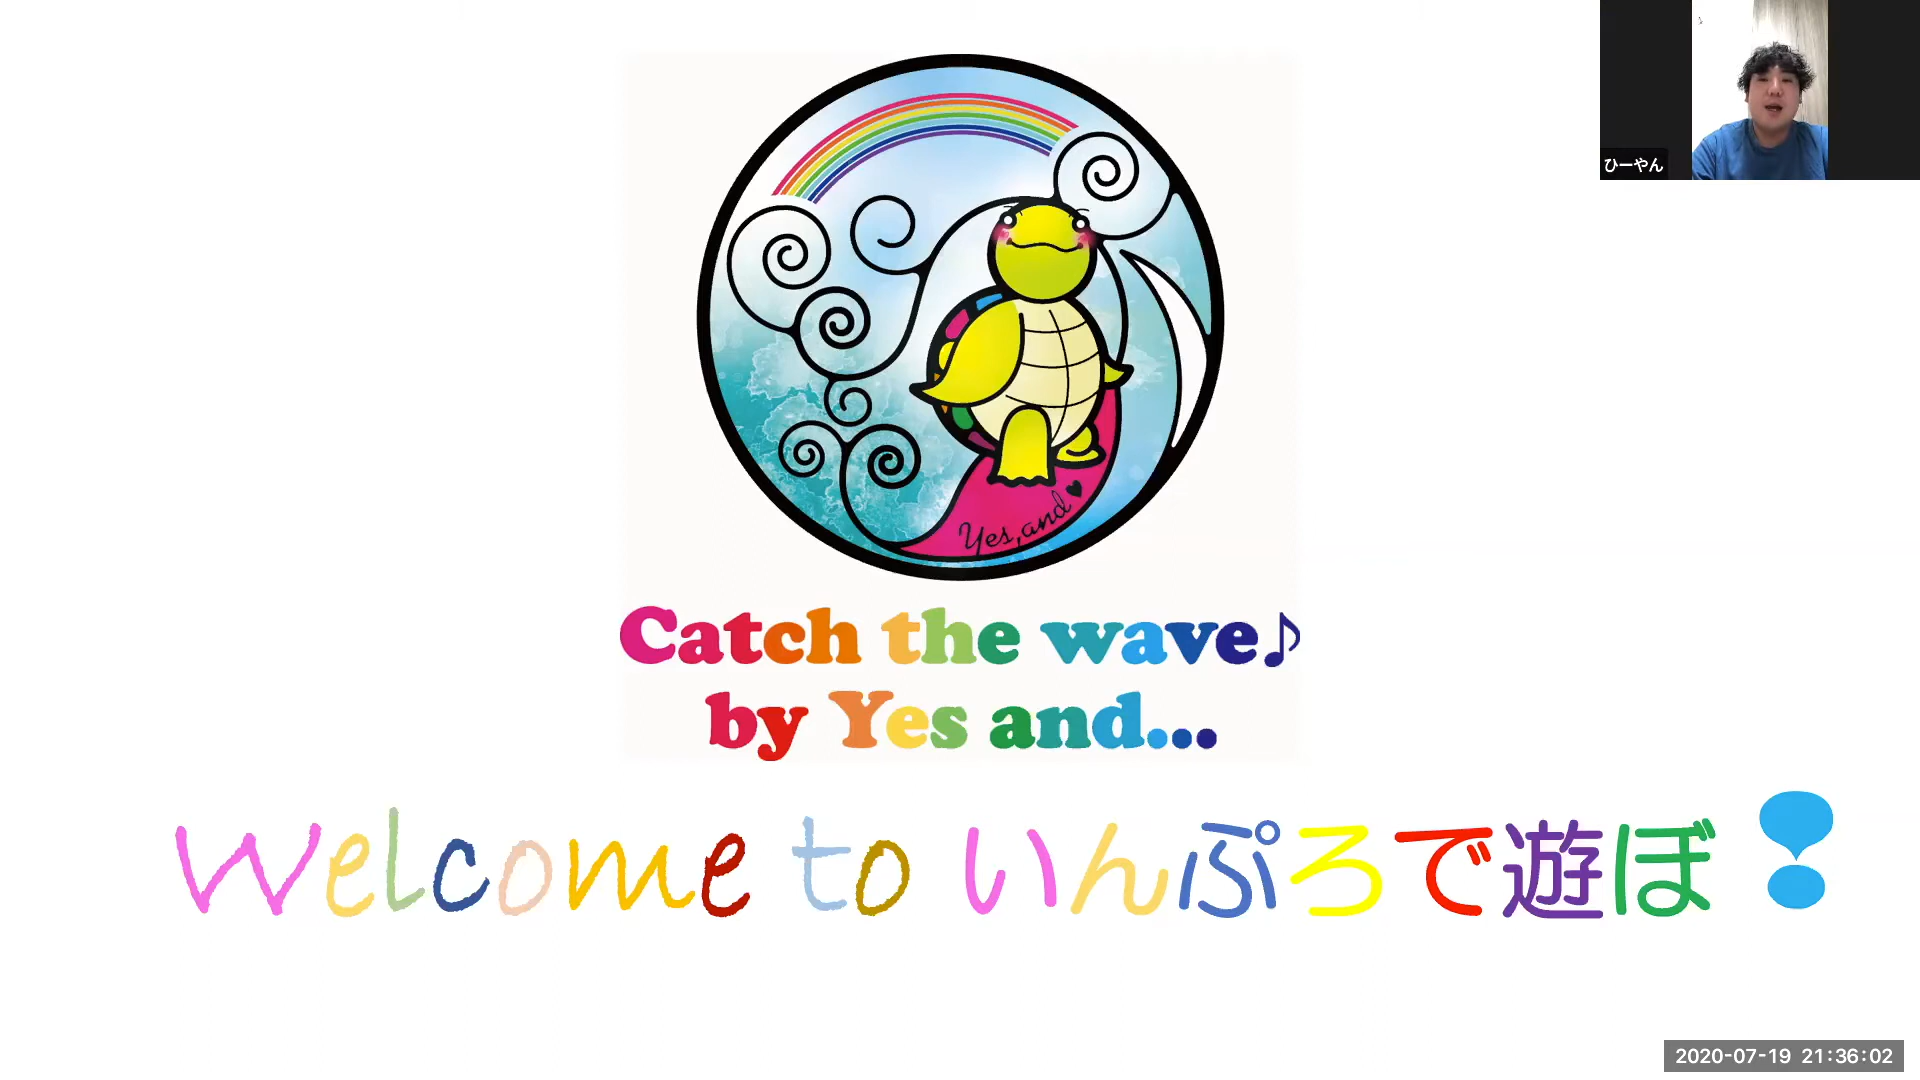 ひーやん
Yes, and♥
Catch the wave♪
by Yes and...
Welcome to いんぷろで遊ぼ！
2020-07-19 21:36:02